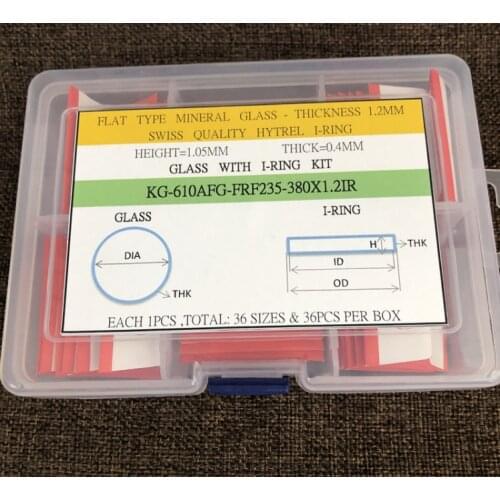 FLAT TYPE MINERAL GLASS - THICKNESS 1.2MM
SWISS QUALITY HYTREL I-RING
HEIGHT=1.05MM THICK=0.4MM
GLASS WITH I-RING KIT
KG-610AFG-FRF235-380X1.2IR
GLASS I-RING
DIA
THK
H THK
ID
OD
EACH 1PCS ,TOTAL: 36 SIZES & 36PCS PER BOX